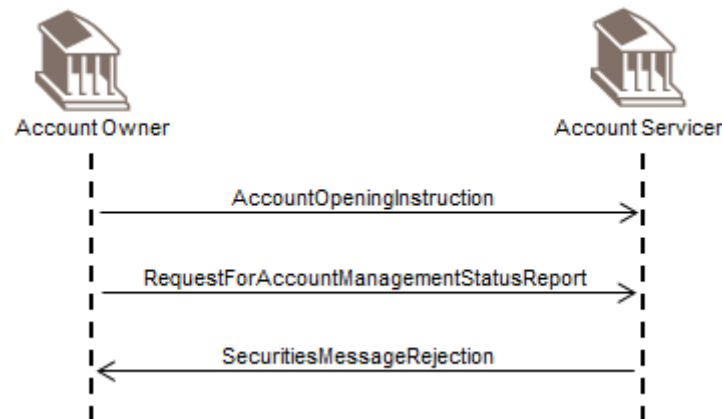 Account Owner
Account Servicer
AccountOpeningInstruction
RequestForAccountManagementStatusReport
SecuritiesMessageRejection